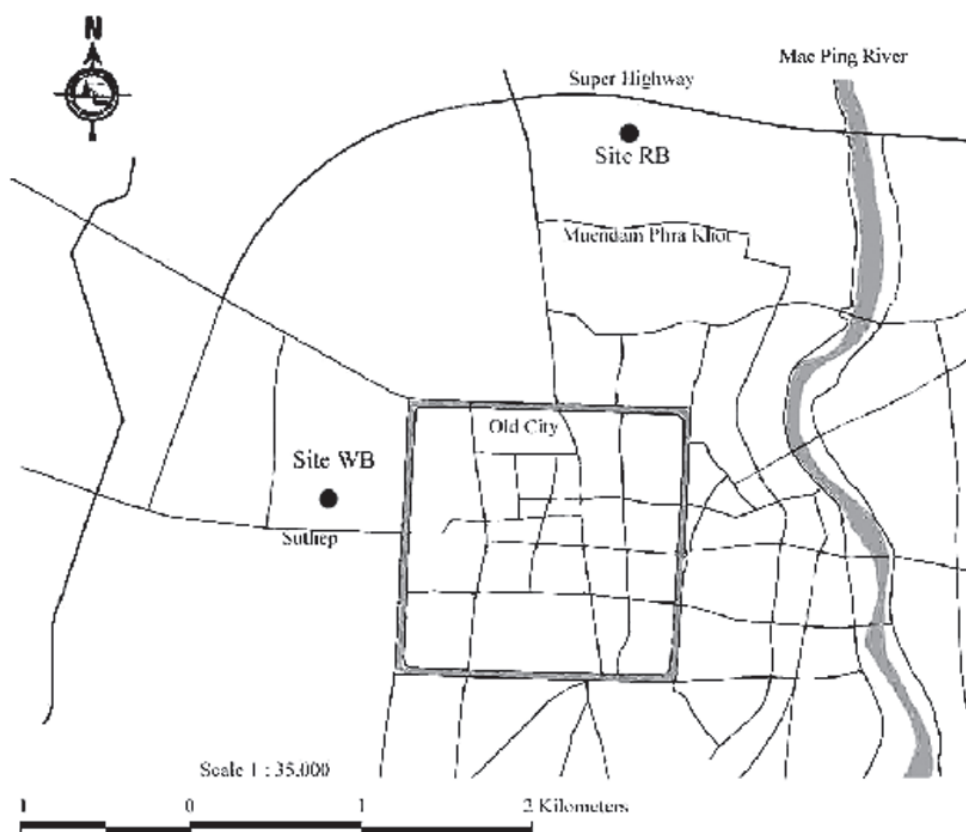 N
Mae Ping River
Super Highway
Site RB
Muendam Phra Khot
Old City
Site WB
Suthep
Scale 1 : 35.000
1 0 1 2 Kilometers